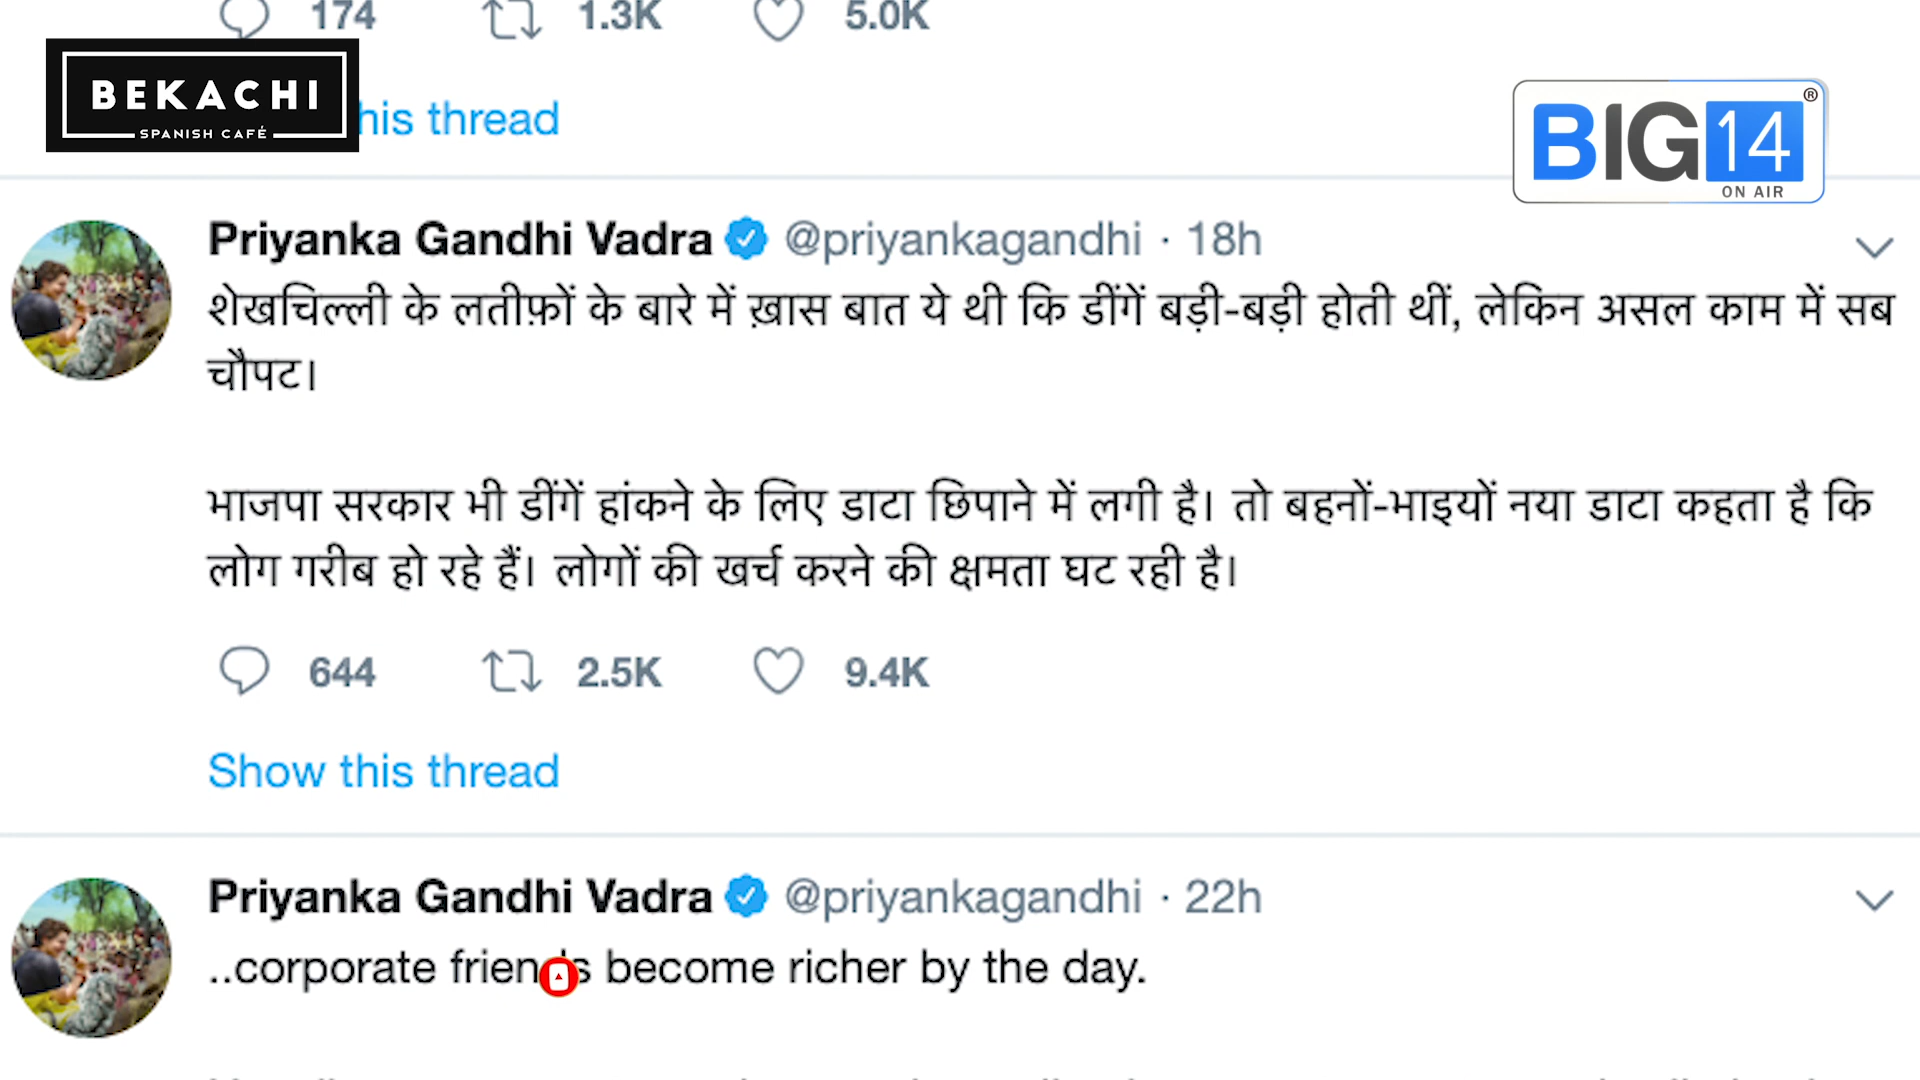 174 1.3K 5.0K
BEKACHI
SPANISH CAFÉ
his thread
BIG14®
ON AIR
Priyanka Gandhi Vadra @priyankagandhi · 18h
शेखचिल्ली के लतीफ़ों के बारे में ख़ास बात ये थी कि डींगें बड़ी-बड़ी होती थीं, लेकिन असल काम में सब
चौपट।
भाजपा सरकार भी डींगें हांकने के लिए डाटा छिपाने में लगी है। तो बहनों-भाइयों नया डाटा कहता है कि
लोग गरीब हो रहे हैं। लोगों की खर्च करने की क्षमता घट रही है।
644 2.5K 9.4K
Show this thread
Priyanka Gandhi Vadra @priyankagandhi · 22h
..corporate friends become richer by the day.